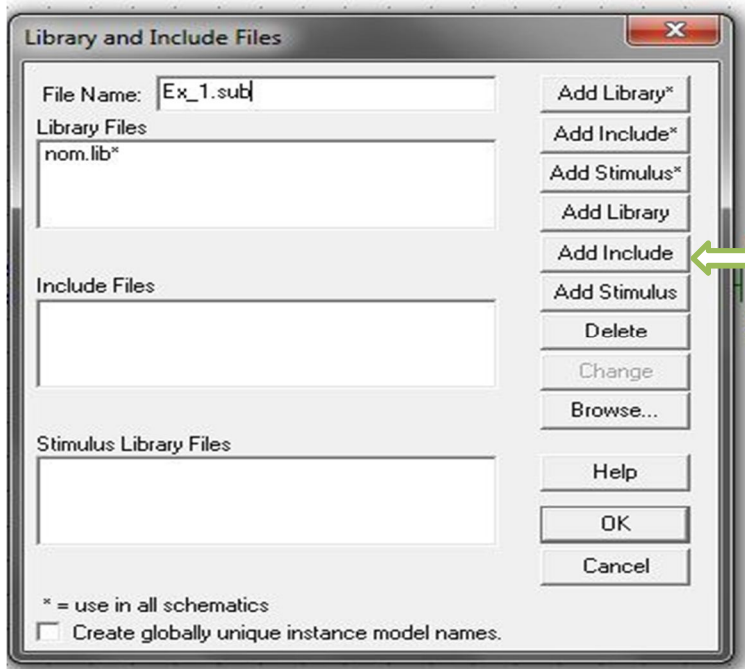 Library and Include Files
File Name: Ex_1.sub
Library Files
nom.lib*
Include Files
Stimulus Library Files
* = use in all schematics
Create globally unique instance model names.
Add Library*
Add Include*
Add Stimulus*
Add Library
Add Include
Add Stimulus
Delete
Change
Browse...
Help
OK
Cancel